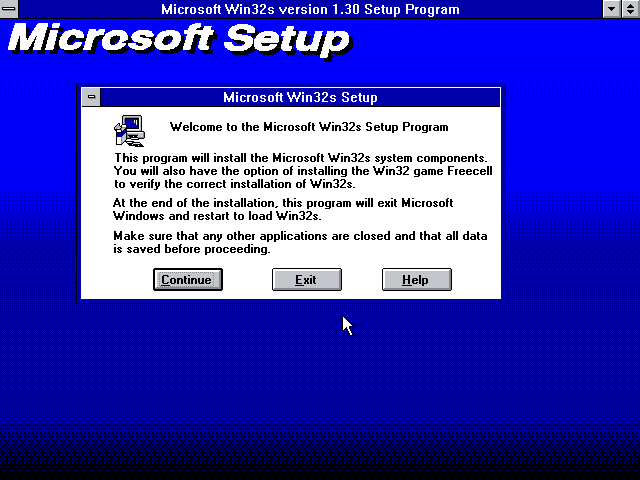 Microsoft Win32s version 1.30 Setup Program
Microsoft Setup
Microsoft Win32s Setup
Welcome to the Microsoft Win32s Setup Program
This program will install the Microsoft Win32s system components.
You will also have the option of installing the Win32 game Freecell
to verify the correct installation of Win32s.
At the end of the installation, this program will exit Microsoft
Windows and restart to load Win32s.
Make sure that any other applications are closed and that all data
is saved before proceeding.
Continue Exit Help